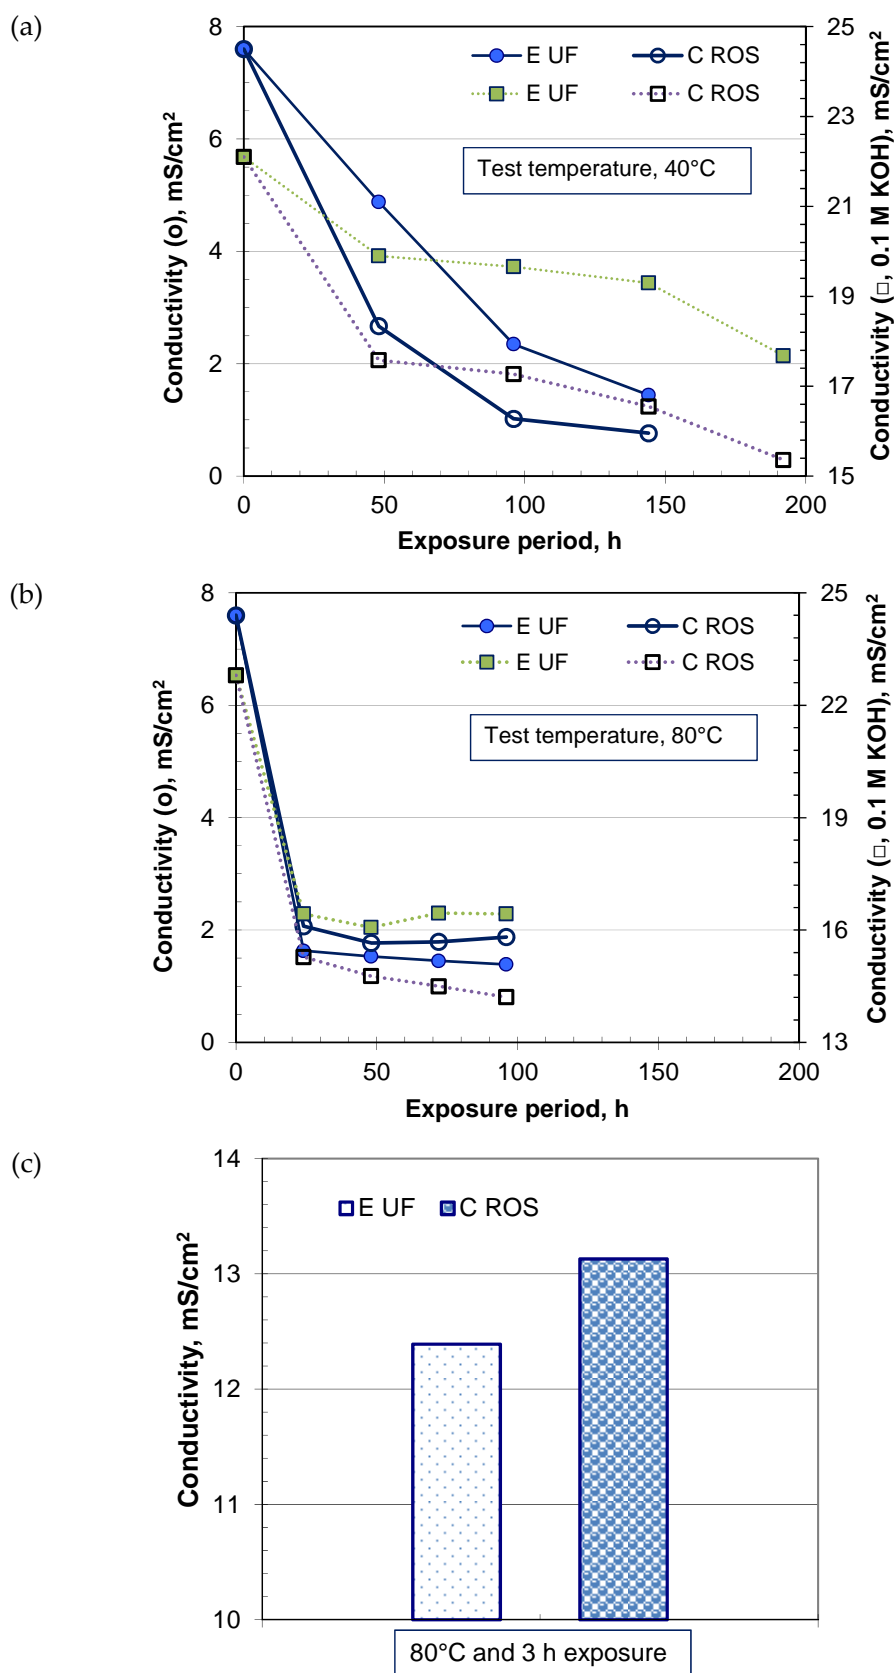 (a)
8
6
4
2
0
25
23
21
19
17
15
E UF
C ROS
E UF
C ROS
Test temperature, 40°C
Conductivity (o), mS/cm²
Conductivity (□, 0.1 M KOH), mS/cm²
0
50
100
150
200
Exposure period, h
(b)
8
6
4
2
0
25
22
19
16
13
E UF
C ROS
E UF
C ROS
Test temperature, 80°C
Conductivity (o), mS/cm²
Conductivity (□, 0.1 M KOH), mS/cm²
0
50
100
150
200
Exposure period, h
(c)
14
13
12
11
10
E UF
C ROS
Conductivity, mS/cm²
80°C and 3 h exposure